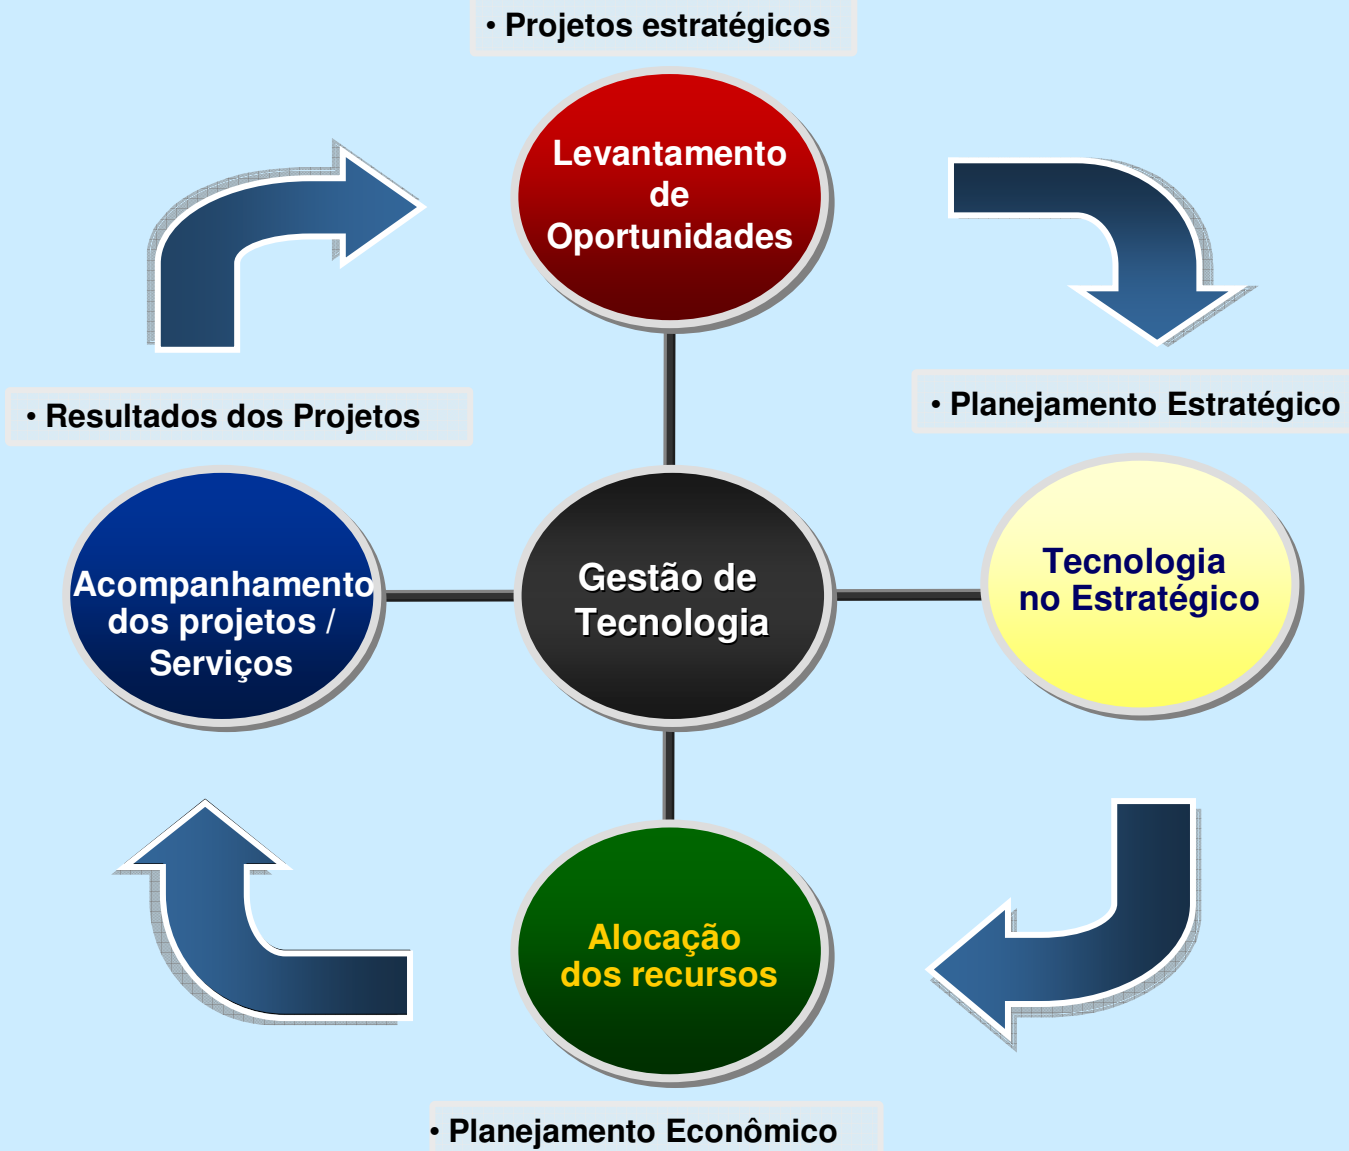 • Projetos estratégicos
Levantamento
de
Oportunidades
• Resultados dos Projetos
• Planejamento Estratégico
Acompanhamento
dos projetos /
Serviços
Gestão de
Tecnologia
Tecnologia
no Estratégico
Alocação
dos recursos
• Planejamento Econômico